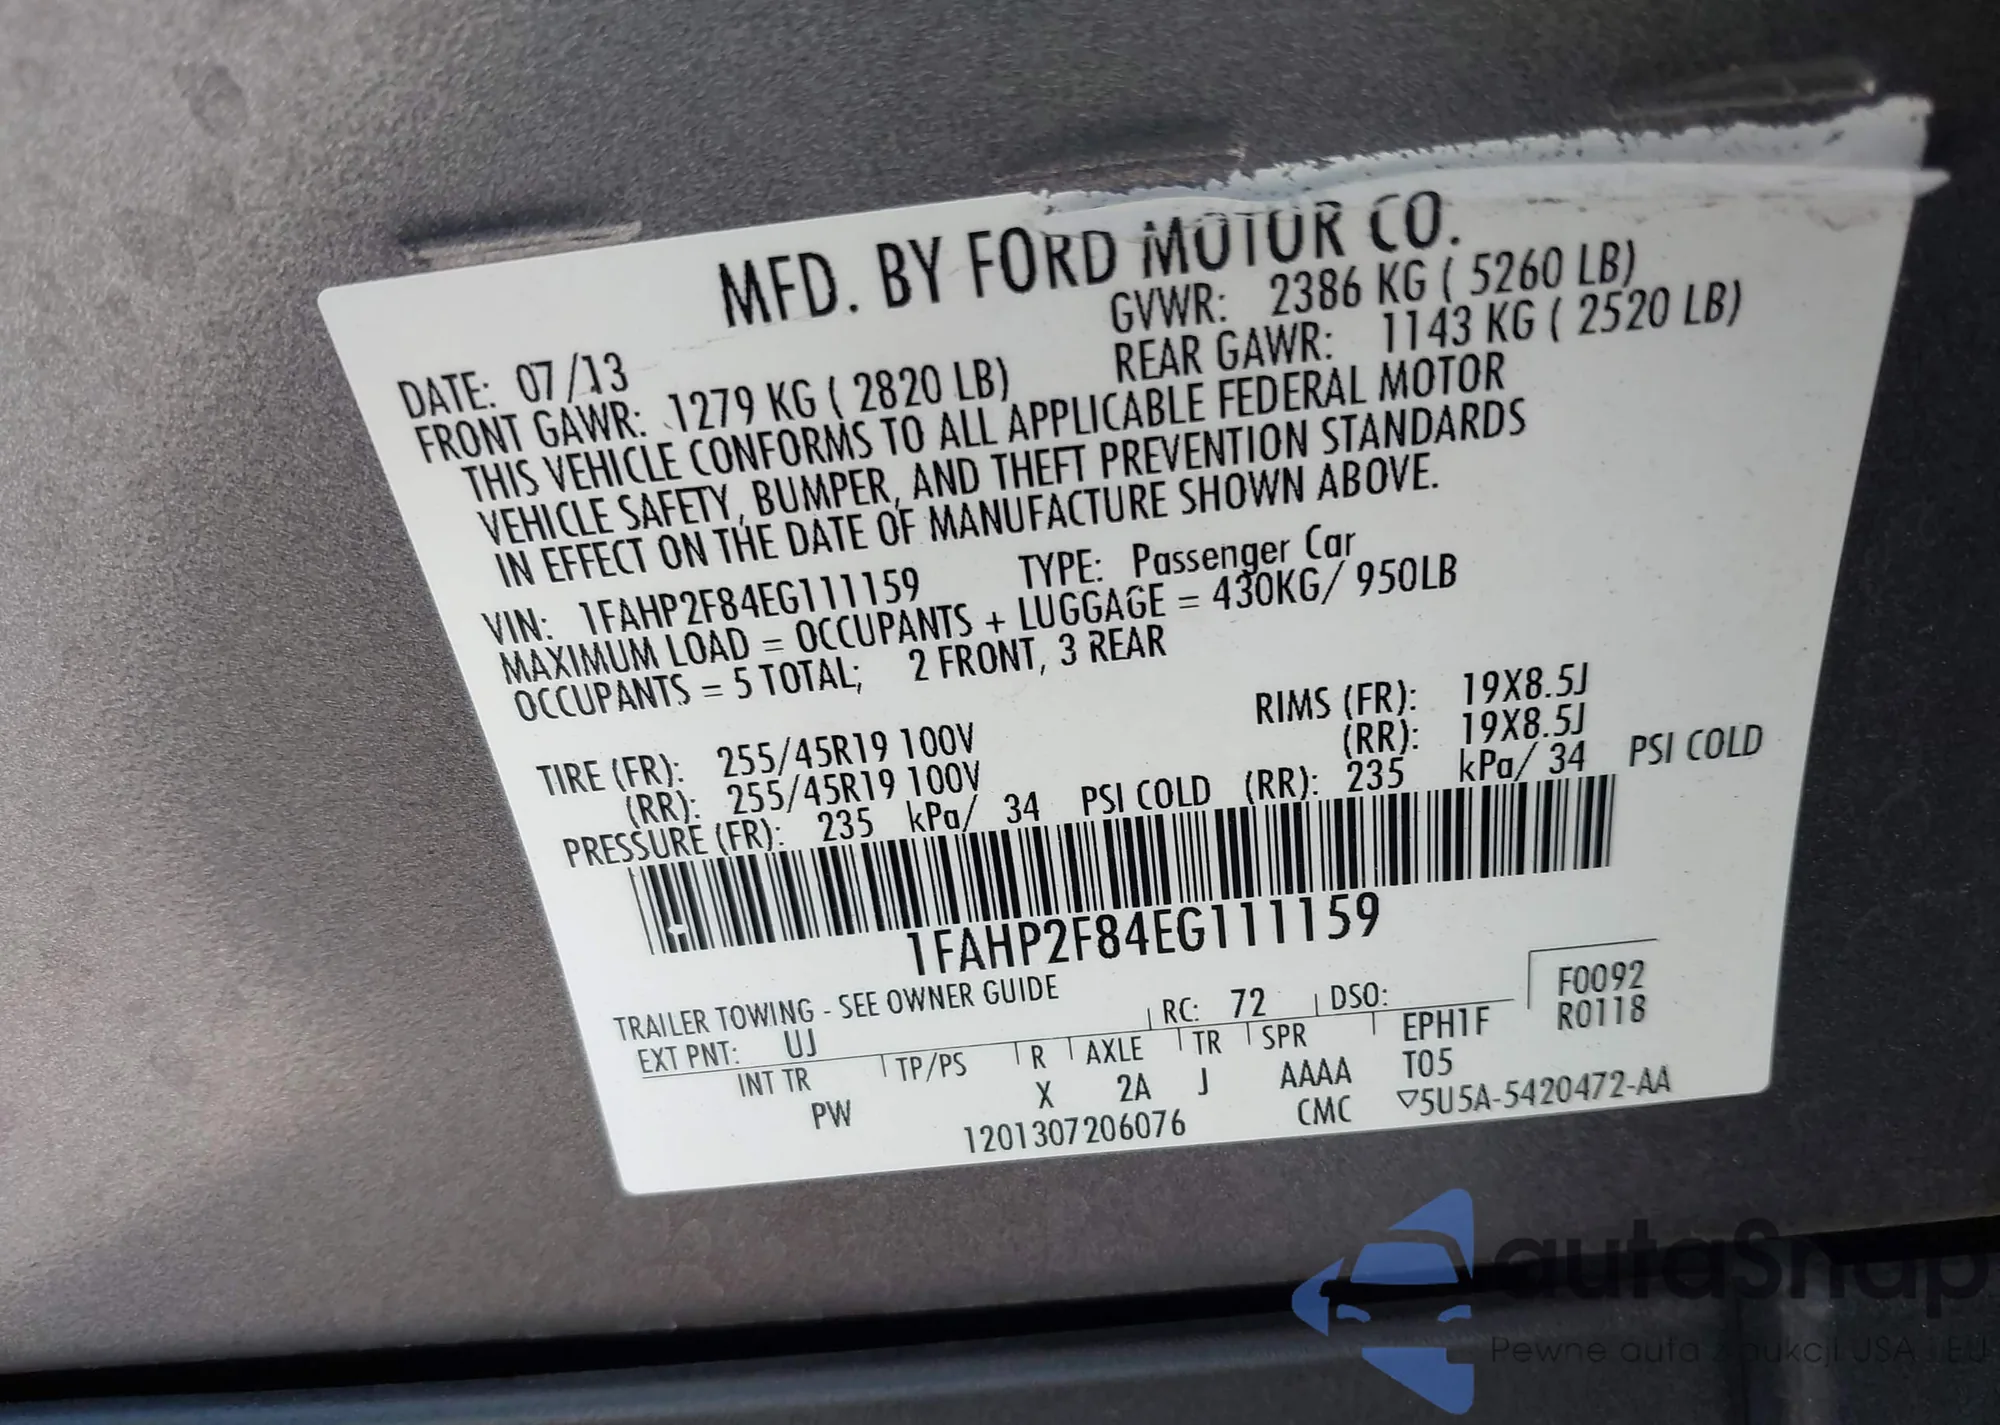 MFD. BY FORD MOTOR CO.
DATE: 07/13 GVWR: 2386 KG ( 5260 LB)
FRONT GAWR: 1279 KG ( 2820 LB) REAR GAWR: 1143 KG ( 2520 LB)
THIS VEHICLE CONFORMS TO ALL APPLICABLE FEDERAL MOTOR
VEHICLE SAFETY, BUMPER, AND THEFT PREVENTION STANDARDS
IN EFFECT ON THE DATE OF MANUFACTURE SHOWN ABOVE.
VIN: 1FAHP2F84EG111159 TYPE: Passenger Car
MAXIMUM LOAD = OCCUPANTS + LUGGAGE = 430KG/ 950LB
OCCUPANTS = 5 TOTAL; 2 FRONT, 3 REAR
TIRE (FR): 255/45R19 100V RIMS (FR): 19X8.5J
(RR): 255/45R19 100V (RR): 19X8.5J
PRESSURE (FR): 235 kPa/ 34 PSI COLD (RR): 235 kPa/ 34 PSI COLD
1FAHP2F84EG111159
TRAILER TOWING - SEE OWNER GUIDE
EXT PNT: UJ RC: 72 DSO: F0092
R0118
INT TR TP/PS R AXLE TR SPR EPH1F
PW X 2A J AAAA T05
1201307206076 CMC ▽5U5A-5420472-AA
autaSnap
Pewne auta z aukcji USA i EU